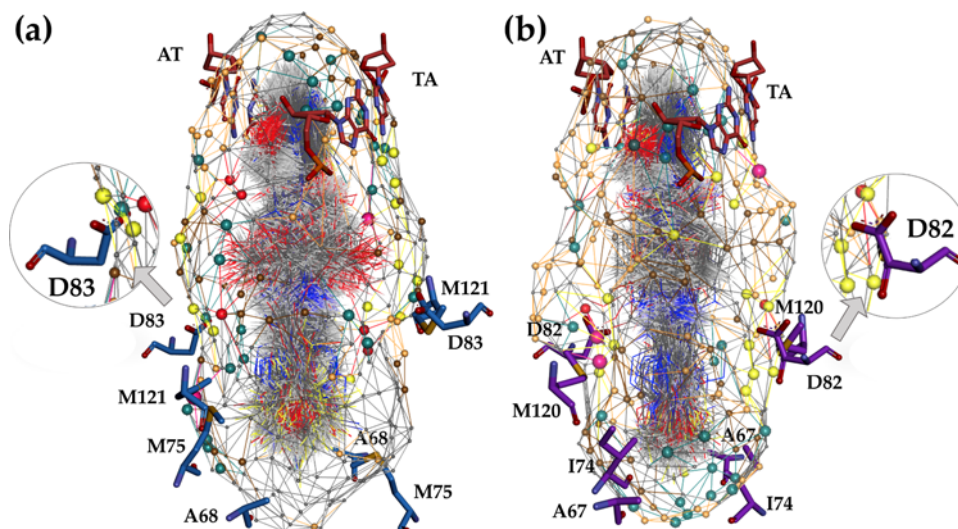 (a)
AT
TA
D83
D83
M121
D83
M121
M75
A68
A68
M75
(b)
AT
TA
D82
D82
M120
D82
M120
I74
A67
A67
I74